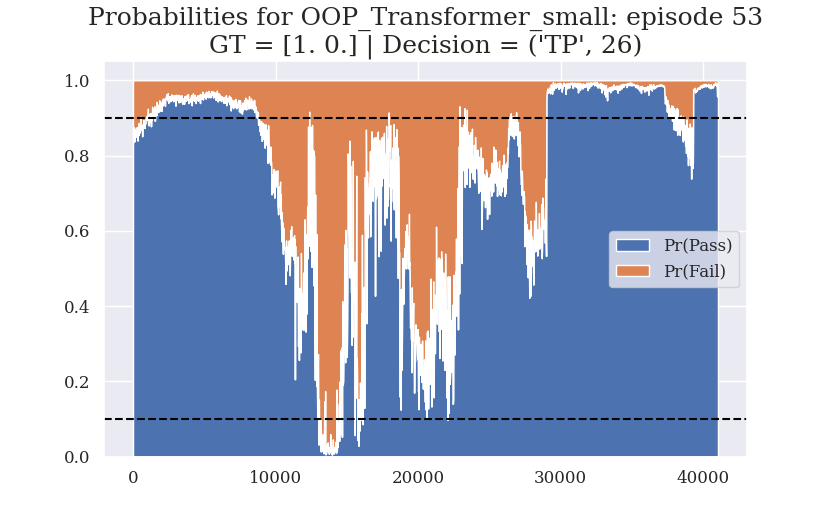 Probabilities for OOP_Transformer_small: episode 53
GT = [1. 0.] | Decision = ('TP', 26)
1.0
0.8
0.6
0.4
0.2
0.0
Pr(Pass)
Pr(Fail)
0
10000
20000
30000
40000